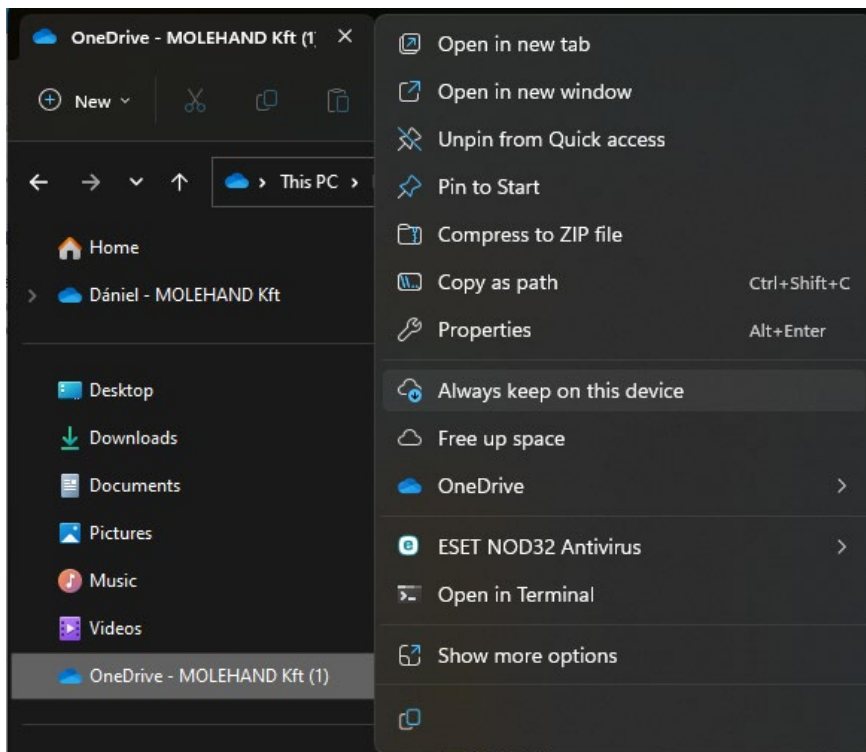 OneDrive - MOLEHAND Kft (1
New
This PC
Home
Dániel - MOLEHAND Kft
Desktop
Downloads
Documents
Pictures
Music
Videos
OneDrive - MOLEHAND Kft (1)
Open in new tab
Open in new window
Unpin from Quick access
Pin to Start
Compress to ZIP file
Copy as path Ctrl+Shift+C
Properties Alt+Enter
Always keep on this device
Free up space
OneDrive
ESET NOD32 Antivirus
Open in Terminal
Show more options